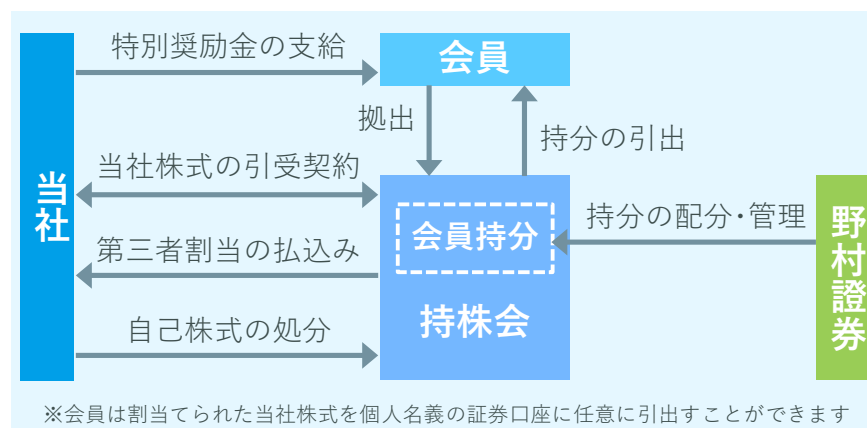 特別奨励金の支給
会員
拠出
持分の引出
当社
当社株式の引受契約
会員持分
持分の配分・管理
野村證券
第三者割当の払込み
持株会
自己株式の処分
※会員は割当てられた当社株式を個人名義の証券口座に任意に引出すことができます